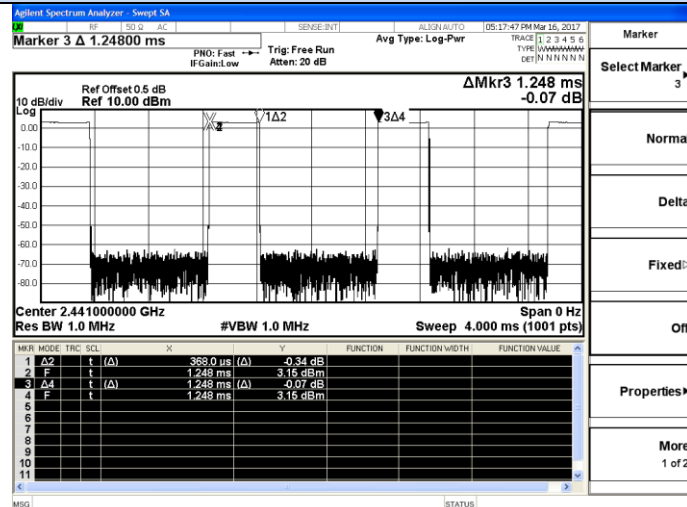 Agilent Spectrum Analyzer - Swept SA
RF 50 Ω AC SENSE:INT ALIGN AUTO 05:17:47 PM Mar 16, 2017
Marker 3 Δ 1.24800 ms
PNO: Fast
IFGain:Low
Trig: Free Run
Atten: 20 dB
Avg Type: Log-Pwr
TRACE 1 2 3 4 5 6
TYPE WWWWWW
DET N N N N N N
Ref Offset 0.5 dB
10 dB/div Ref 10.00 dBm
Log
ΔMkr3 1.248 ms
-0.07 dB
0.00
-10.0
-20.0
-30.0
-40.0
-50.0
-60.0
-70.0
-80.0
1Δ2
3Δ4
Center 2.441000000 GHz Span 0 Hz
Res BW 1.0 MHz #VBW 1.0 MHz Sweep 4.000 ms (1001 pts)
MKR MODE TRC SCL X Y FUNCTION FUNCTION WIDTH FUNCTION VALUE
1 Δ2 t (Δ) 368.0 μs (Δ) -0.34 dB
2 F t 1.248 ms 3.15 dBm
3 Δ4 t (Δ) 1.248 ms (Δ) -0.07 dB
4 F t 1.248 ms 3.15 dBm
5
6
7
8
9
10
11
MSG STATUS
Marker
Select Marker
3
Norma
Delta
Fixed
Off
Properties
More
1 of 2